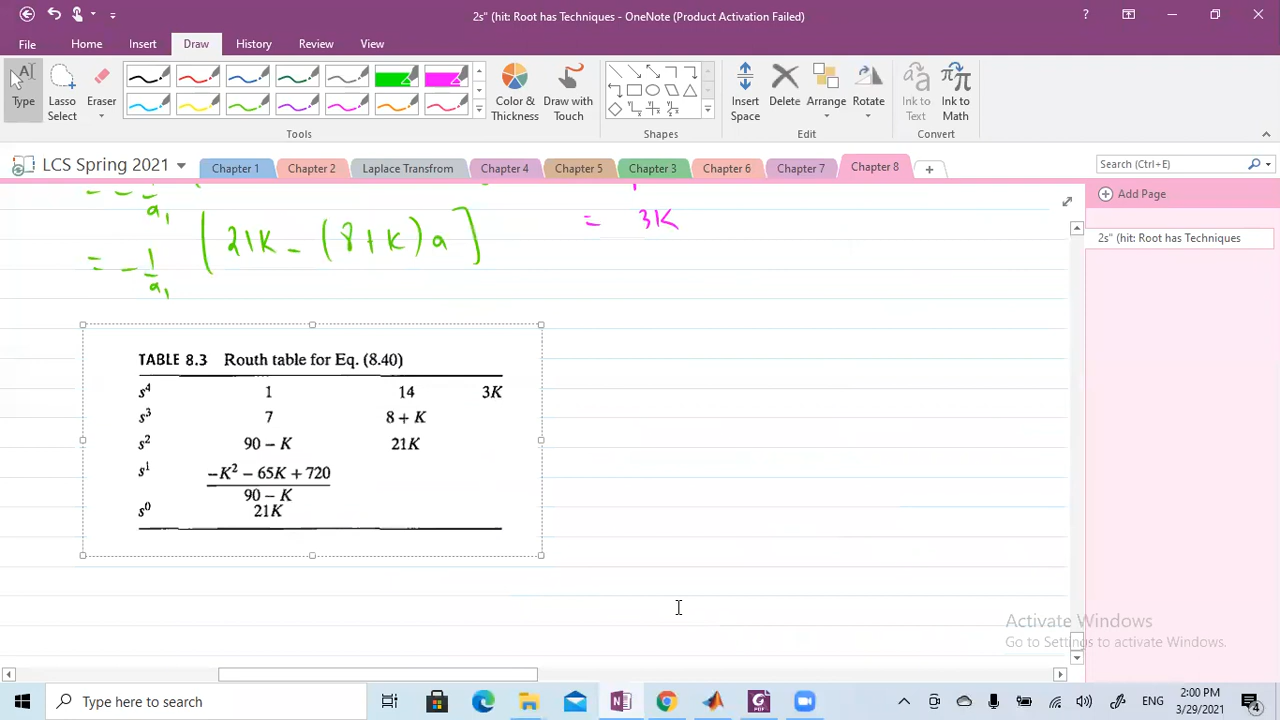 2s" (hit: Root has Techniques - OneNote (Product Activation Failed)
File Home Insert Draw History Review View
Type
Lasso Select
Eraser
Color & Thickness
Draw with Touch
Insert Space
Delete
Arrange
Rotate
Ink to Text
Ink to Math
Tools Shapes Edit Convert
LCS Spring 2021
Chapter 1 Chapter 2 Laplace Transfrom Chapter 4 Chapter 5 Chapter 3 Chapter 6 Chapter 7 Chapter 8
Search (Ctrl+E)
Add Page
2s" (hit: Root has Techniques
= 3K
= -1/a₁ [21K - (8+K)a]
TABLE 8.3 Routh table for Eq. (8.40)
s⁴ 1 14 3K
s³ 7 8 + K
s² 90 − K 21K
s¹ −K² − 65K + 720
90 − K
s⁰ 21K
Activate Windows
Go to Settings to activate Windows.
Type here to search
ENG
2:00 PM
3/29/2021
4